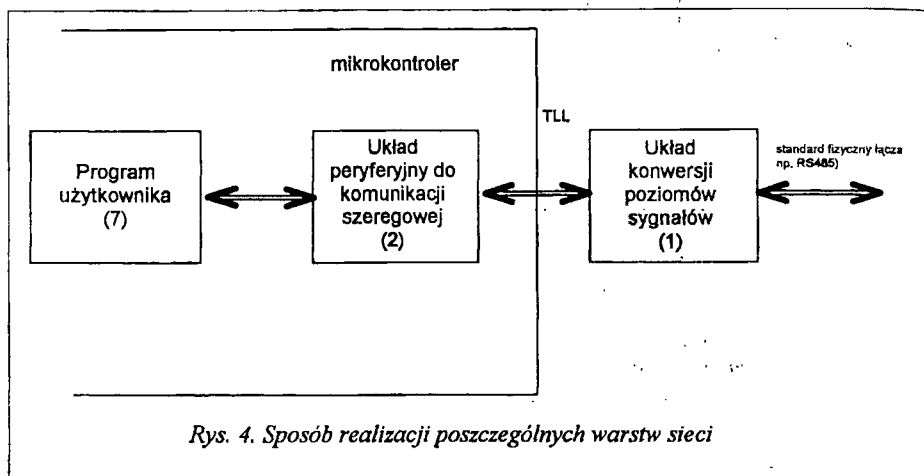 mikrokontroler
TLL
Program
użytkownika
(7)
Układ
peryferyjny do
komunikacji
szeregowej
(2)
Układ
konwersji
poziomów
sygnałów
(1)
standard fizyczny łącza
np. RS485)
Rys. 4. Sposób realizacji poszczególnych warstw sieci